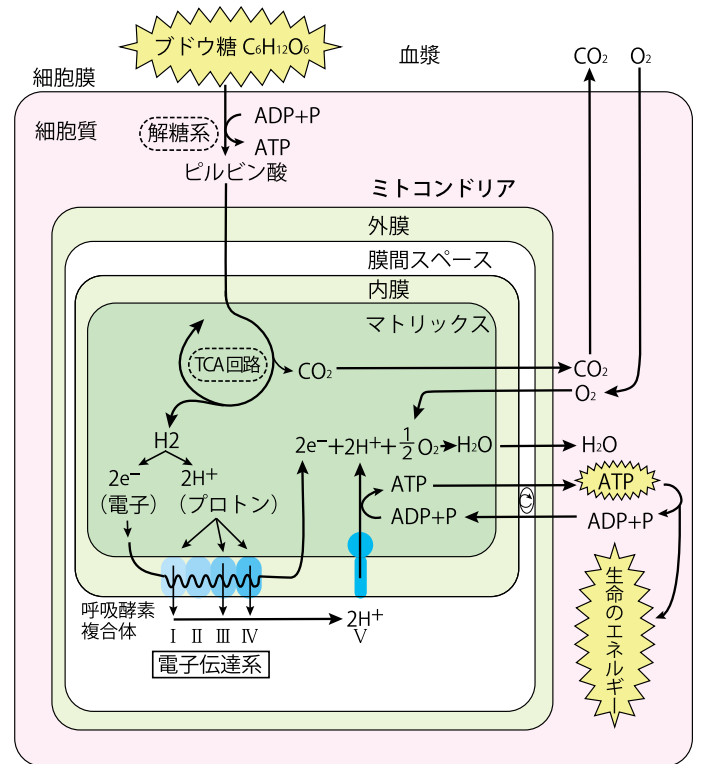 ブドウ糖 C₆H₁₂O₆
血漿
CO₂
O₂
細胞膜
細胞質
解糖系
ADP+P
ATP
ピルビン酸
ミトコンドリア
外膜
膜間スペース
内膜
マトリックス
TCA回路
CO₂
CO₂
O₂
H2
2e⁻+2H⁺+½O₂
H₂O
H₂O
2e⁻
(電子)
2H⁺
(プロトン)
ATP
ATP
ADP+P
ADP+P
生命のエネルギー
呼吸酵素
複合体
I II III IV
2H⁺
V
電子伝達系